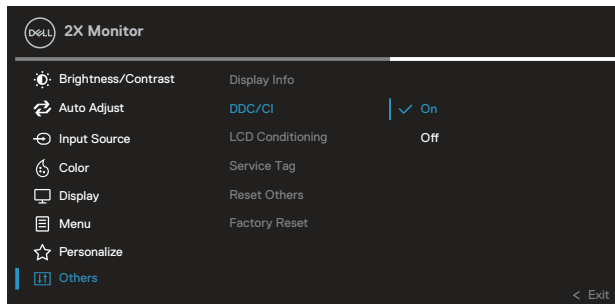 DELL 2X Monitor
Brightness/Contrast Display Info
Auto Adjust DDC/CI On
Input Source LCD Conditioning Off
Color Service Tag
Display Reset Others
Menu Factory Reset
Personalize
Others
< Exit